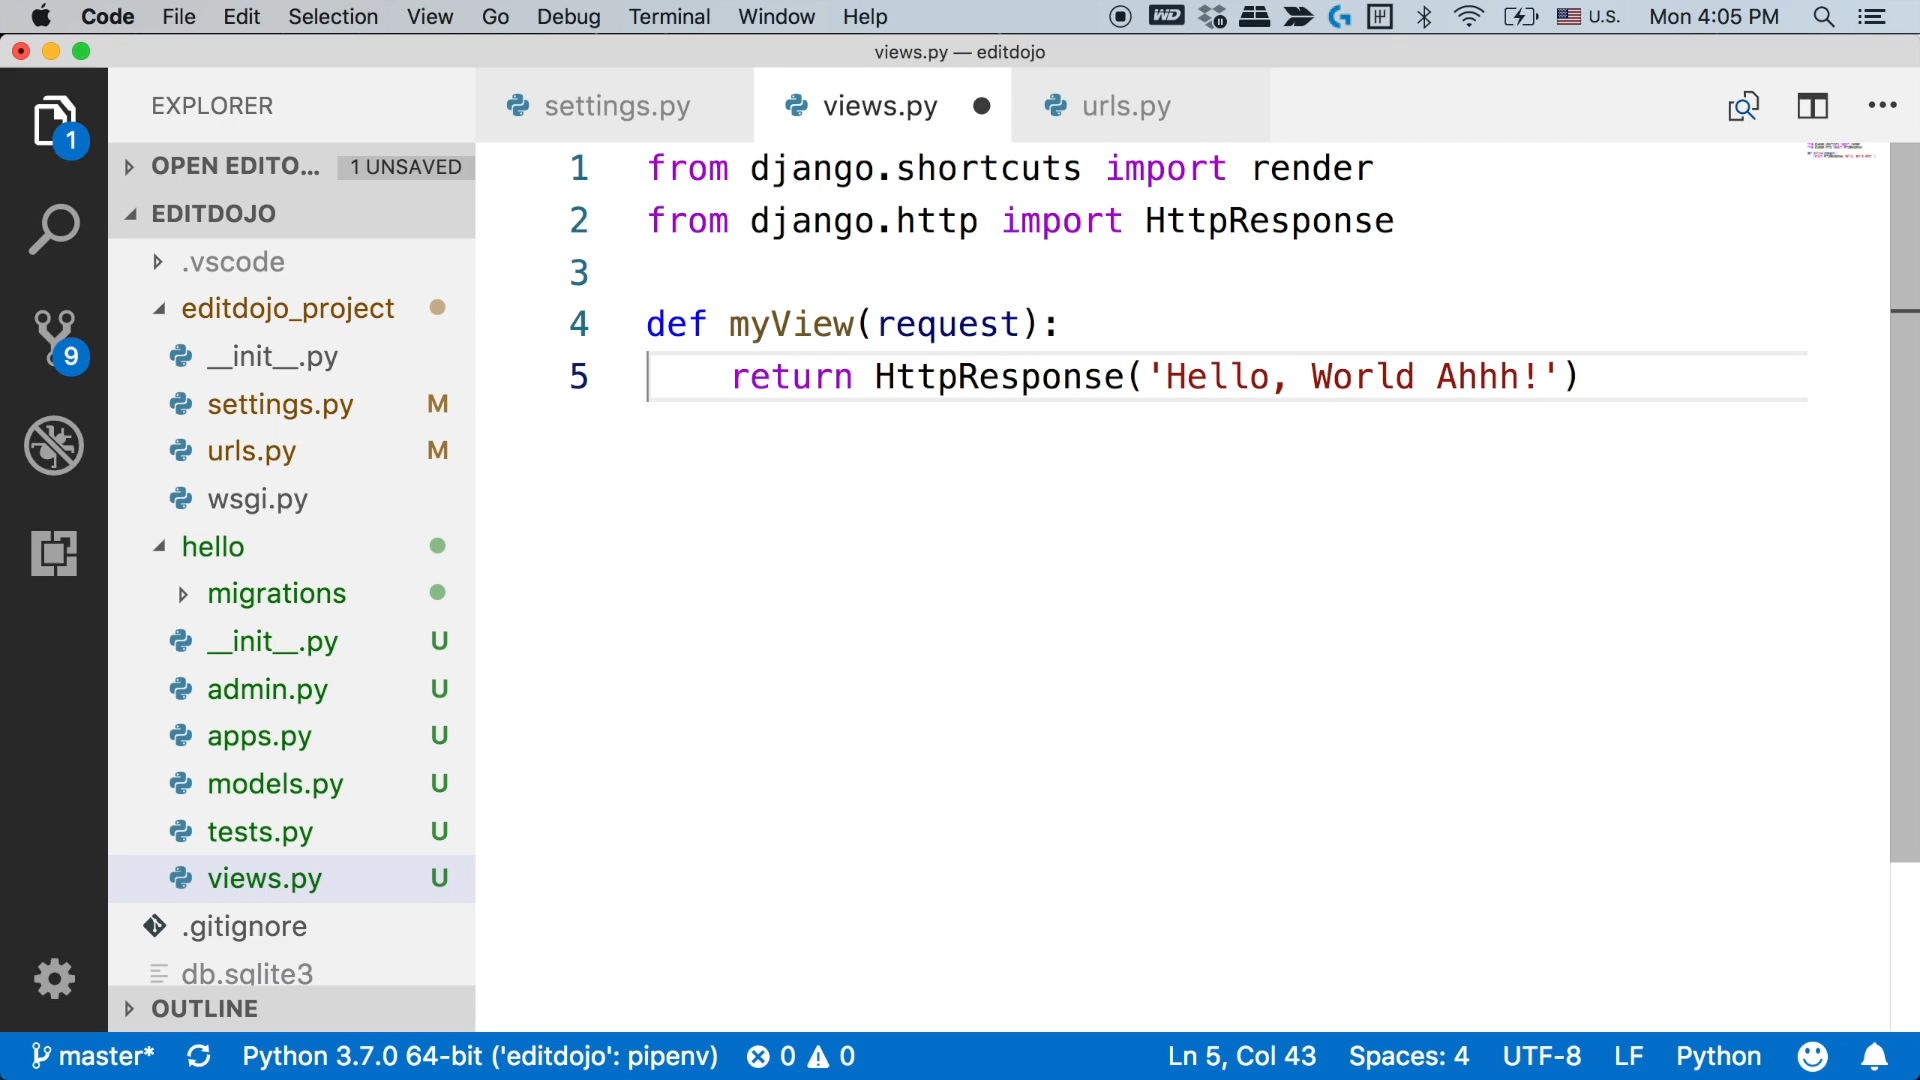 Code File Edit Selection View Go Debug Terminal Window Help WD U.S. Mon 4:05 PM
views.py — editdojo
EXPLORER
settings.py views.py urls.py
1
OPEN EDITO... 1 UNSAVED
EDITDOJO
.vscode
editdojo_project
__init__.py
settings.py M
urls.py M
wsgi.py
hello
migrations
__init__.py U
admin.py U
apps.py U
models.py U
tests.py U
views.py U
.gitignore
db.sqlite3
OUTLINE
9
1 from django.shortcuts import render
2 from django.http import HttpResponse
3
4 def myView(request):
5 return HttpResponse('Hello, World Ahhh!')
master* Python 3.7.0 64-bit ('editdojo': pipenv) 0 0 Ln 5, Col 43 Spaces: 4 UTF-8 LF Python